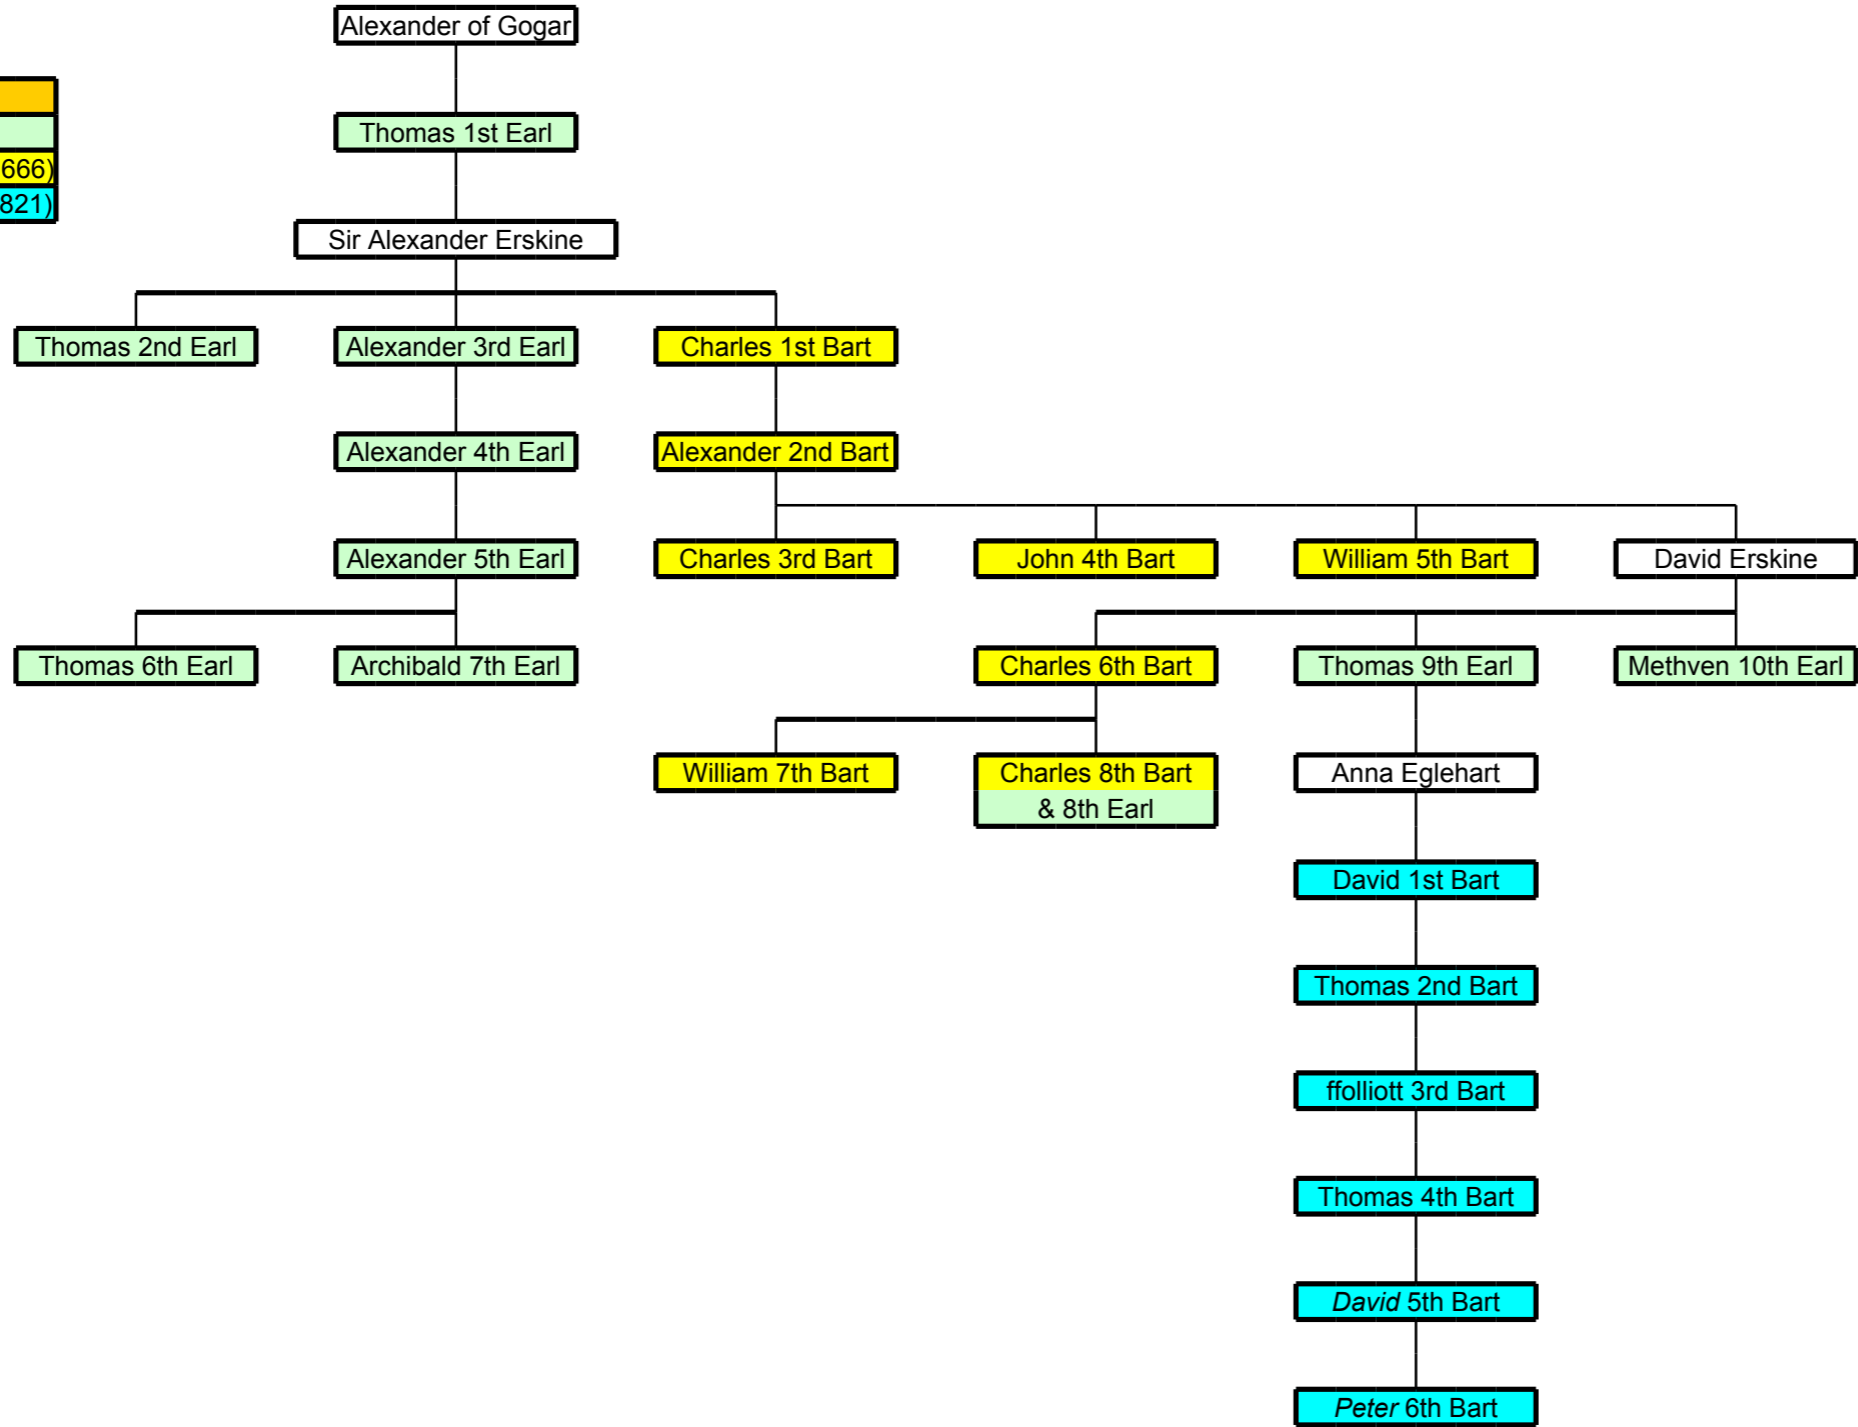 Alexander of Gogar
666)
821)
Thomas 1st Earl
Sir Alexander Erskine
Thomas 2nd Earl
Alexander 3rd Earl
Charles 1st Bart
Alexander 4th Earl
Alexander 2nd Bart
Alexander 5th Earl
Charles 3rd Bart
John 4th Bart
William 5th Bart
David Erskine
Thomas 6th Earl
Archibald 7th Earl
Charles 6th Bart
Thomas 9th Earl
Methven 10th Earl
William 7th Bart
Charles 8th Bart
& 8th Earl
Anna Eglehart
David 1st Bart
Thomas 2nd Bart
ffolliott 3rd Bart
Thomas 4th Bart
David 5th Bart
Peter 6th Bart